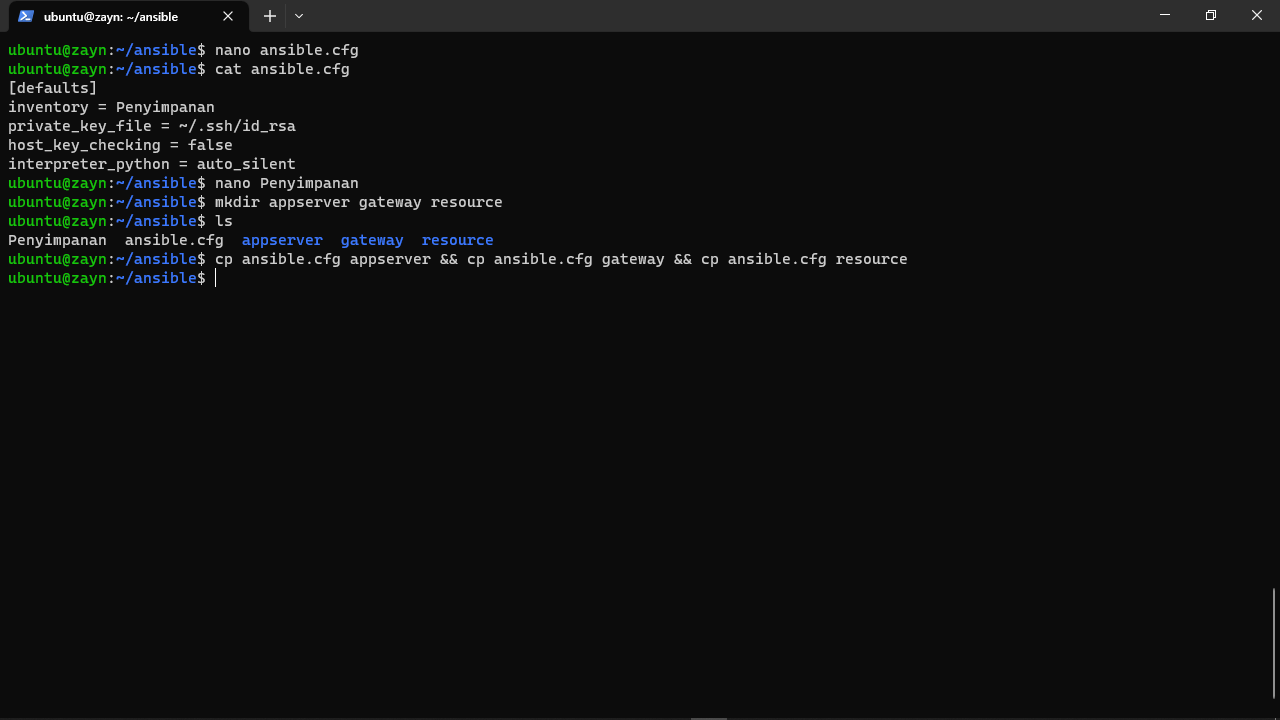 ubuntu@zayn: ~/ansible
ubuntu@zayn:~/ansible$ nano ansible.cfg
ubuntu@zayn:~/ansible$ cat ansible.cfg
[defaults]
inventory = Penyimpanan
private_key_file = ~/.ssh/id_rsa
host_key_checking = false
interpreter_python = auto_silent
ubuntu@zayn:~/ansible$ nano Penyimpanan
ubuntu@zayn:~/ansible$ mkdir appserver gateway resource
ubuntu@zayn:~/ansible$ ls
Penyimpanan  ansible.cfg  appserver  gateway  resource
ubuntu@zayn:~/ansible$ cp ansible.cfg appserver && cp ansible.cfg gateway && cp ansible.cfg resource
ubuntu@zayn:~/ansible$